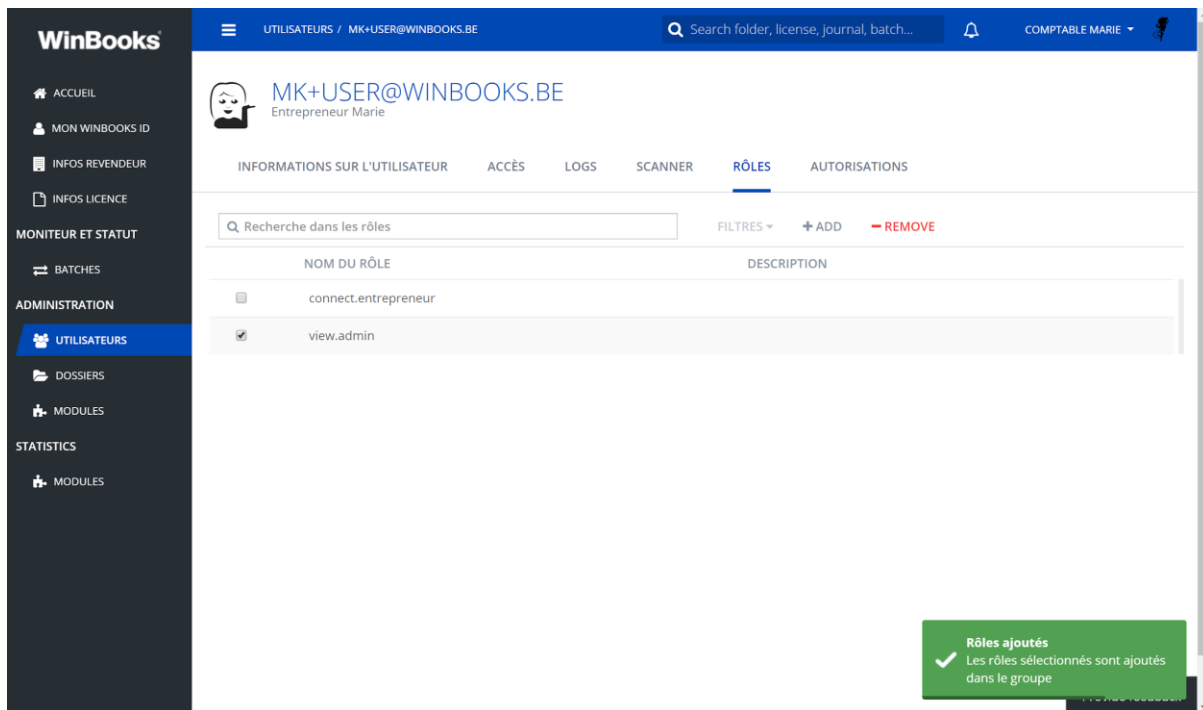 WinBooks
UTILISATEURS / MK+USER@WINBOOKS.BE
Search folder, license, journal, batch...
COMPTABLE MARIE
ACCUEIL
MON WINBOOKS ID
INFOS REVENDEUR
INFOS LICENCE
MONITEUR ET STATUT
BATCHES
ADMINISTRATION
UTILISATEURS
DOSSIERS
MODULES
STATISTICS
MODULES
MK+USER@WINBOOKS.BE
Entrepreneur Marie
INFORMATIONS SUR L'UTILISATEUR ACCÈS LOGS SCANNER RÔLES AUTORISATIONS
Recherche dans les rôles
FILTRES + ADD − REMOVE
NOM DU RÔLE DESCRIPTION
connect.entrepreneur
view.admin
Rôles ajoutés
Les rôles sélectionnés sont ajoutés
dans le groupe